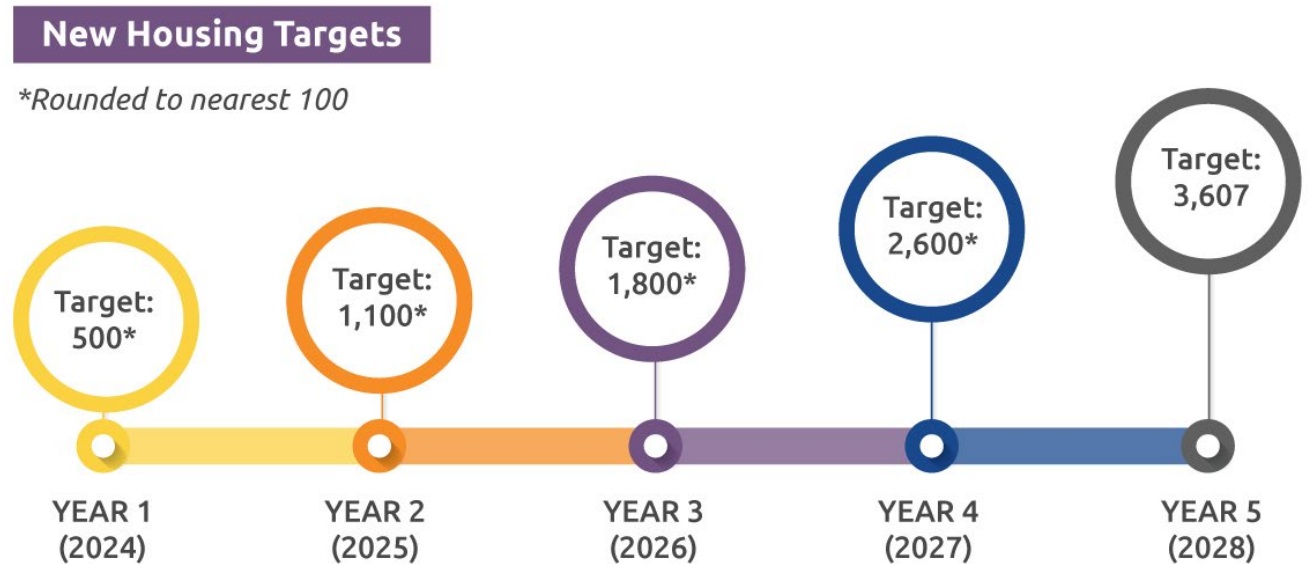 New Housing Targets
*Rounded to nearest 100
Target:
500*
Target:
1,100*
Target:
1,800*
Target:
2,600*
Target:
3,607
YEAR 1
(2024)
YEAR 2
(2025)
YEAR 3
(2026)
YEAR 4
(2027)
YEAR 5
(2028)